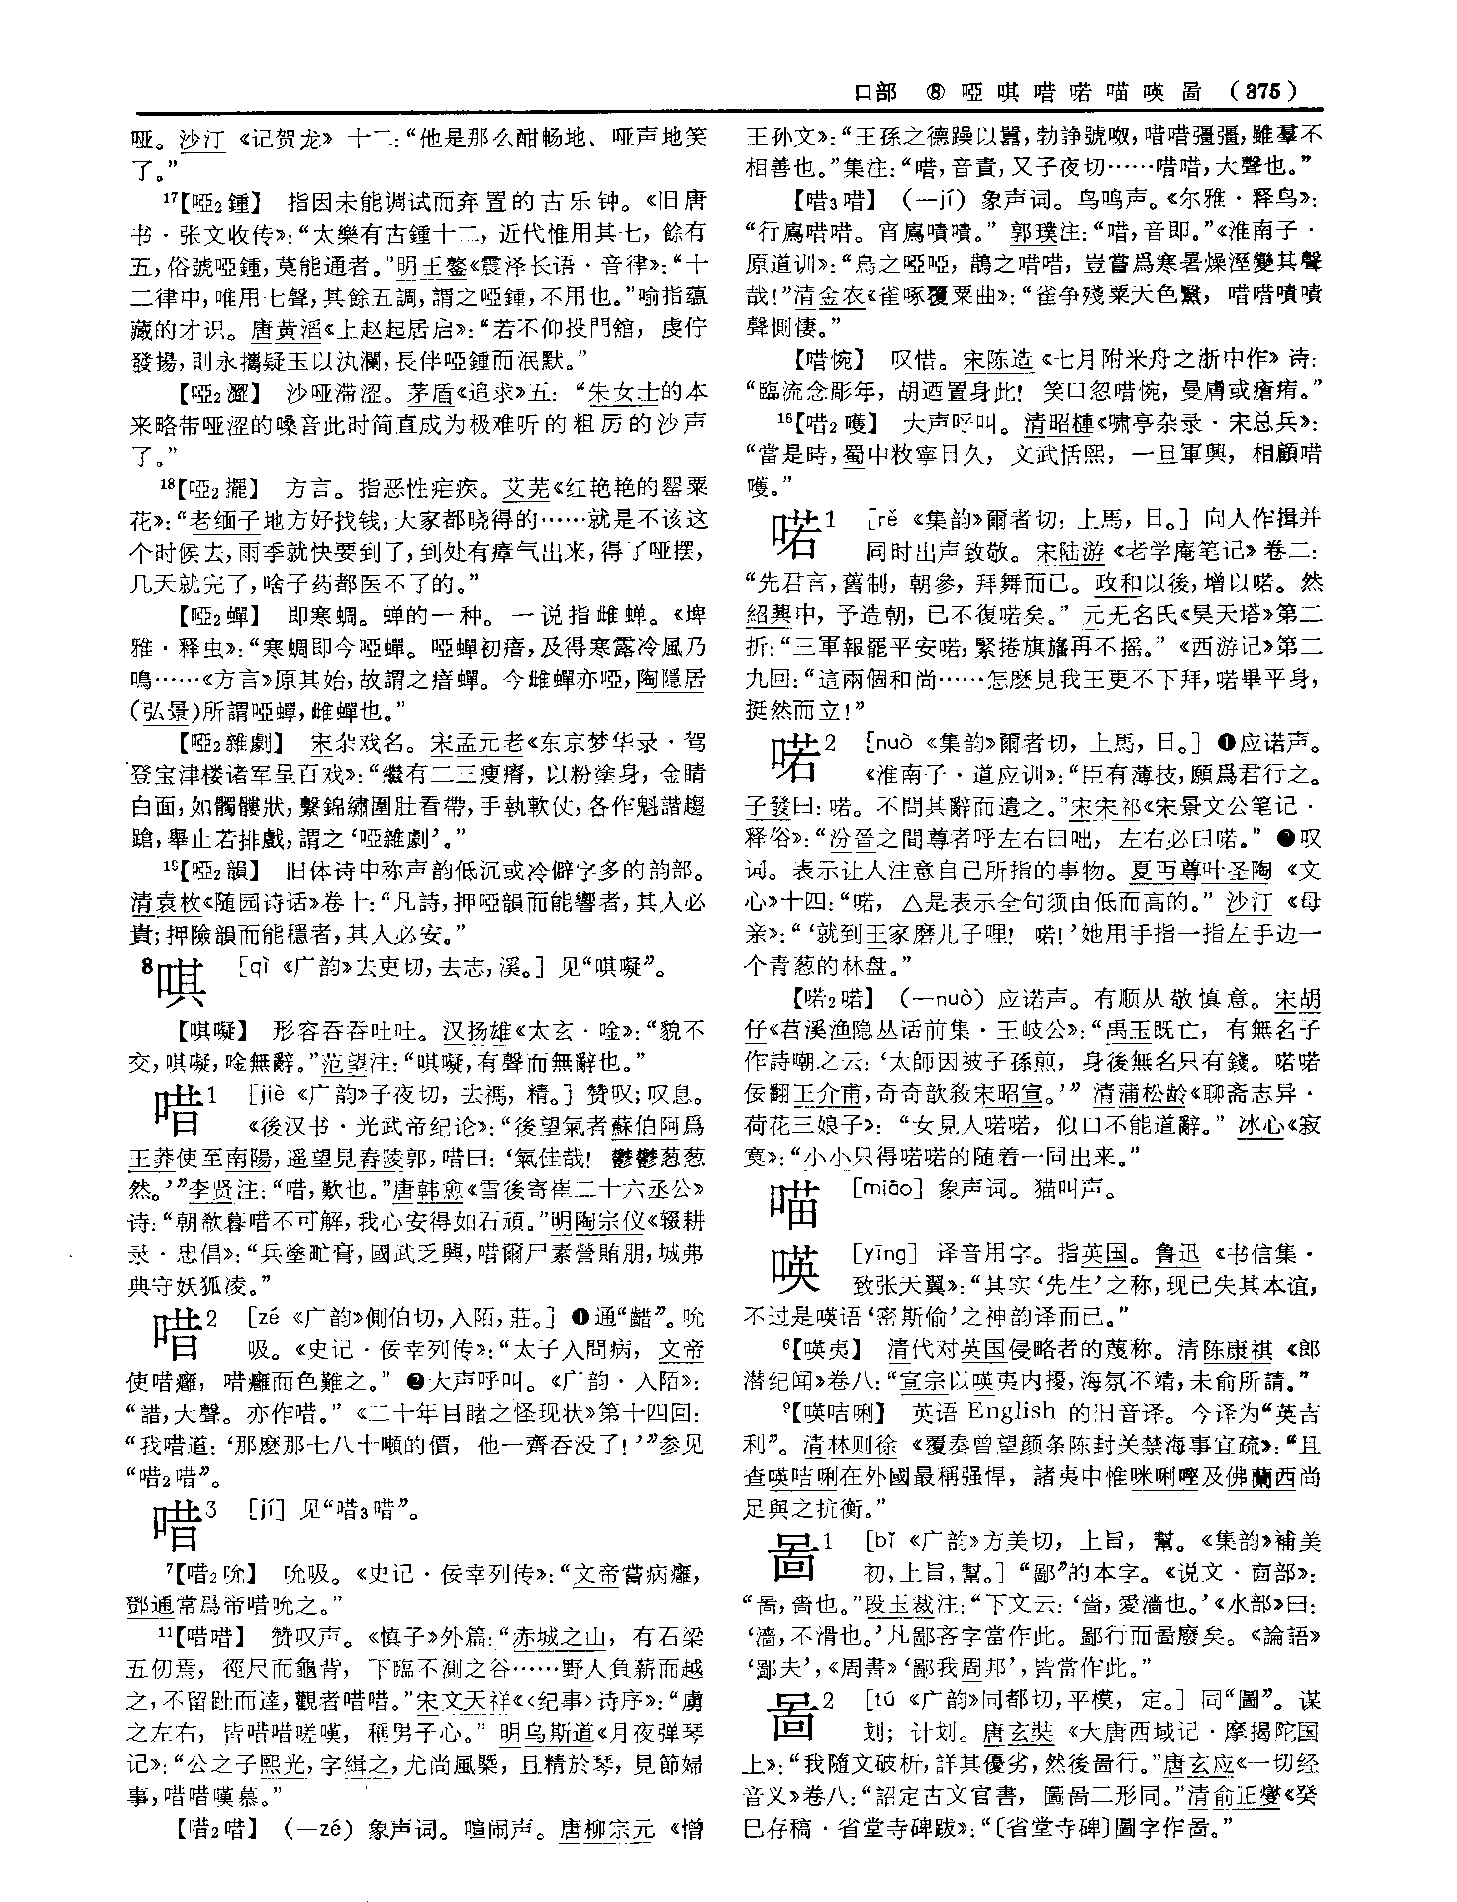 口部 ⑧ 啞唭唶喏喵㗲啚 (375)
哑。沙汀《记贺龙》十二:“他是那么酣畅地、哑声地笑
了。”
17【啞2鍾】 指因未能调试而弃置的古乐钟。《旧唐
书·张文收传》:“太樂有古鍾十二,近代惟用其七,餘有
五,俗號啞鍾,莫能通者。”明王鏊《震泽长语·音律》:“十
二律中,唯用七聲,其餘五調,謂之啞鍾,不用也。”喻指蕴
藏的才识。唐黄滔《上赵起居启》:“若不仰投門舘,虔佇
發揚,則永攜疑玉以汍瀾,長伴啞鍾而泯默。”
【啞2澀】 沙哑滞涩。茅盾《追求》五:“朱女士的本
来略带哑涩的嗓音此时简直成为极难听的粗厉的沙声
了。”
18【啞2擺】 方言。指恶性疟疾。艾芜《红艳艳的罂粟
花》:“老缅子地方好找钱,大家都晓得的……就是不该这
个时候去,雨季就快要到了,到处有瘴气出来,得了哑摆,
几天就完了,啥子药都医不了的。”
【啞2蟬】 即寒蜩。蝉的一种。一说指雌蝉。《埤
雅·释虫》:“寒蜩即今啞蟬。啞蟬初瘖,及得寒露冷風乃
鳴……《方言》原其始,故謂之瘖蟬。今雌蟬亦啞,陶隱居
(弘景)所謂啞蟬,雌蟬也。”
【啞2雜劇】 宋杂戏名。宋孟元老《东京梦华录·驾
登宝津楼诸军呈百戏》:“繼有二三瘦瘠,以粉塗身,金睛
白面,如髑髏狀,繫錦繡圍肚看帶,手執軟仗,各作魁諧趨
蹌,舉止若排戲,謂之‘啞雜劇’。”
19【啞2韻】 旧体诗中称声韵低沉或冷僻字多的韵部。
清袁枚《随园诗话》卷十:“凡詩,押啞韻而能響者,其人必
貴;押險韻而能穩者,其人必安。”
8唭 [qì 《广韵》去吏切,去志,溪。] 见“唭𠿁”。
【唭𠿁】 形容吞吞吐吐。汉扬雄《太玄·唫》:“貌不
交,唭𠿁,唫無辭。”范望注:“唭𠿁,有聲而無辭也。”
唶1 [jiè 《广韵》子夜切,去禡,精。] 赞叹;叹息。
《後汉书·光武帝纪论》:“後望氣者蘇伯阿爲
王莽使至南陽,遥望見舂陵郭,唶曰:‘氣佳哉!鬱鬱葱葱
然。’”李贤注:“唶,歎也。”唐韩愈《雪後寄崔二十六丞公》
诗:“朝欷暮唶不可解,我心安得如石頑。”明陶宗仪《辍耕
录·忠倡》:“兵塗甿膏,國武乏興,唶爾尸素營賄朋,城弗
典守妖狐凌。”
唶2 [zé 《广韵》側伯切,入陌,莊。] ❶通“齰”。吮
吸。《史记·佞幸列传》:“太子入問病,文帝
使唶癰,唶癰而色難之。” ❷大声呼叫。《广韵·入陌》:
“諎,大聲。亦作唶。”《二十年目睹之怪现状》第十四回:
“我唶道:‘那麽那七八十噸的價,他一齊吞没了!’”参见
“唶2唶”。
唶3 [jí] 见“唶3唶”。
7【唶2吮】 吮吸。《史记·佞幸列传》:“文帝嘗病癰,
鄧通常爲帝唶吮之。”
11【唶唶】 赞叹声。《慎子》外篇:“赤城之山,有石梁
五仞焉,徑尺而龜背,下臨不測之谷……野人負薪而越
之,不留趾而達,觀者唶唶。”宋文天祥《〈纪事〉诗序》:“虜
之左右,皆唶唶嗟嘆,稱男子心。”明乌斯道《月夜弹琴
记》:“公之子熙光,字缉之,尤尚風槩,且精於琴,見節婦
事,唶唶嘆慕。”
【唶2唶】 (—zé) 象声词。喧闹声。唐柳宗元《憎
王孙文》:“王孫之德躁以囂,勃諍號呶,唶唶彊彊,雖羣不
相善也。”集注:“唶,音責,又子夜切……唶唶,大聲也。”
【唶3唶】 (—jí) 象声词。鸟鸣声。《尔雅·释鸟》:
“行鳸唶唶。宵鳸嘖嘖。”郭璞注:“唶,音即。”《淮南子·
原道训》:“烏之啞啞,鵲之唶唶,豈嘗爲寒暑燥溼變其聲
哉!”清金农《雀啄覆粟曲》:“雀争殘粟天色黳,唶唶嘖嘖
聲惻悽。”
【唶惋】 叹惜。宋陈造《七月附米舟之浙中作》诗:
“臨流念彫年,胡迺置身此!笑口忽唶惋,曼膚或瘡痏。”
16【唶2嚄】 大声呼叫。清昭槤《啸亭杂录·宋总兵》:
“當是時,蜀中敉寧日久,文武恬熙,一旦軍興,相顧唶
嚄。”
喏1 [rě 《集韵》爾者切,上馬,日。] 向人作揖并
同时出声致敬。宋陆游《老学庵笔记》卷二:
“先君言,舊制,朝參,拜舞而已。政和以後,增以喏。然
紹興中,予造朝,已不復喏矣。”元无名氏《昊天塔》第二
折:“三軍報罷平安喏,緊捲旗旛再不摇。”《西游记》第二
九回:“這兩個和尚……怎麽見我王更不下拜,喏畢平身,
挺然而立!”
喏2 [nuò 《集韵》爾者切,上馬,日。] ❶应诺声。
《淮南子·道应训》:“臣有薄技,願爲君行之。
子發曰:喏。不問其辭而遣之。”宋宋祁《宋景文公笔记·
释俗》:“汾晉之間尊者呼左右曰咄,左右必曰喏。” ❷叹
词。表示让人注意自己所指的事物。夏丏尊叶圣陶《文
心》十四:“喏,△是表示全句须由低而高的。”沙汀《母
亲》:“‘就到王家磨儿子哩!喏!’她用手指一指左手边一
个青葱的林盘。”
【喏2喏】 (—nuò) 应诺声。有顺从敬慎意。宋胡
仔《苕溪渔隐丛话前集·王岐公》:“禹玉既亡,有無名子
作詩嘲之云:‘太師因被子孫煎,身後無名只有錢。喏喏
佞翻王介甫,奇奇歆殺宋昭宣。’”清蒲松龄《聊斋志异·
荷花三娘子》:“女見人喏喏,似口不能道辭。”冰心《寂
寞》:“小小只得喏喏的随着一同出来。”
喵 [miāo] 象声词。猫叫声。
㗲 [yīng] 译音用字。指英国。鲁迅《书信集·
致张天翼》:“其实‘先生’之称,现已失其本谊,
不过是㗲语‘密斯偷’之神韵译而已。”
6【㗲夷】 清代对英国侵略者的蔑称。清陈康祺《郎
潜纪闻》卷八:“宣宗以㗲夷内擾,海氛不靖,未俞所請。”
9【㗲咭唎】 英语 English 的旧音译。今译为“英吉
利”。清林则徐《覆奏曾望颜条陈封关禁海事宜疏》:“且
查㗲咭唎在外國最稱强悍,諸夷中惟咪唎㗴及佛蘭西尚
足與之抗衡。”
啚1 [bǐ 《广韵》方美切,上旨,幫。《集韵》補美
切,上旨,幫。] “鄙”的本字。《说文·㐭部》:
“啚,嗇也。”段玉裁注:“下文云:‘嗇,愛濇也。’《水部》曰:
‘濇,不滑也。’凡鄙吝字當作此。鄙行而啚廢矣。《論語》
‘鄙夫’,《周書》‘鄙我周邦’,皆當作此。”
啚2 [tú 《广韵》同都切,平模,定。] 同“圖”。谋
划;计划。唐玄奘《大唐西域记·摩揭陀国
上》:“我隨文破析,詳其優劣,然後啚行。”唐玄应《一切经
音义》卷八:“詔定古文官書,圖啚二形同。”清俞正燮《癸
巳存稿·省堂寺碑跋》:“〔省堂寺碑〕圖字作啚。”